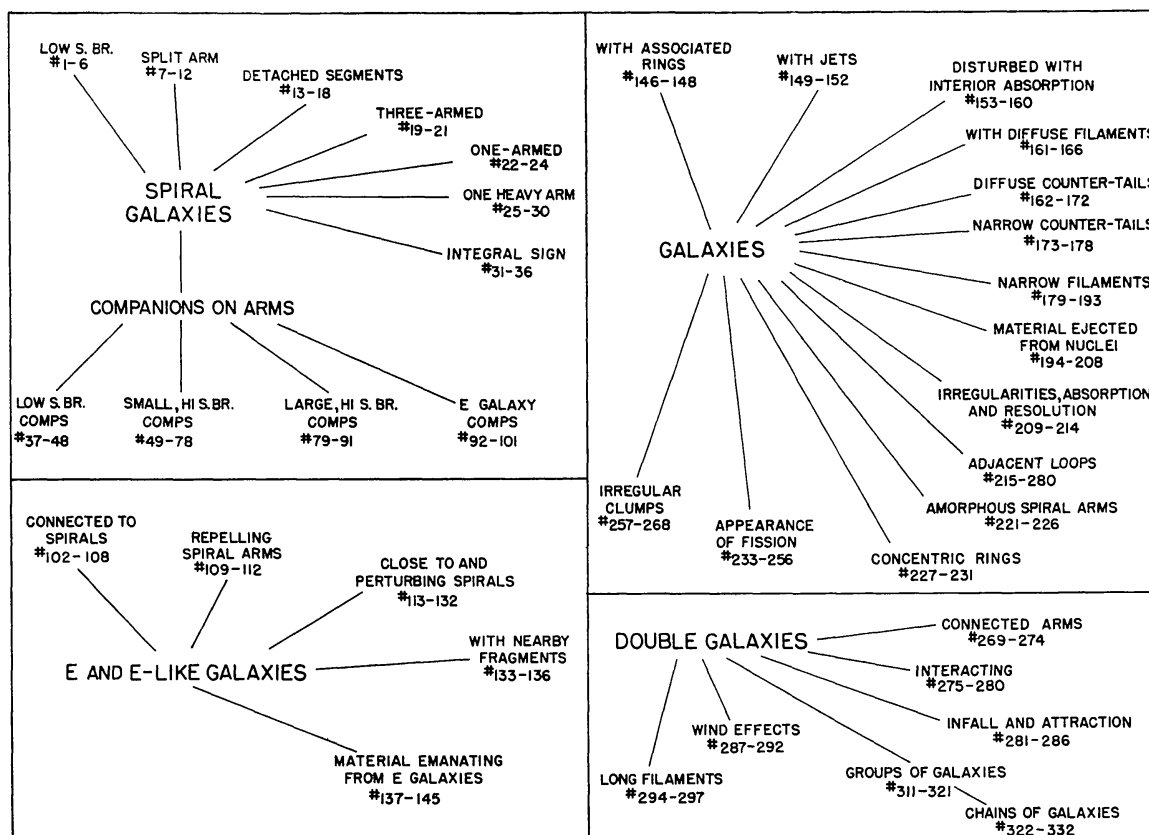 LOW S. BR.
#1-6
SPLIT ARM
#7-12
DETACHED SEGMENTS
#13-18
THREE-ARMED
#19-21
ONE-ARMED
#22-24
ONE HEAVY ARM
#25-30
INTEGRAL SIGN
#31-36
SPIRAL
GALAXIES
COMPANIONS ON ARMS
LOW S. BR.
COMPS
#37-48
SMALL, HI S. BR.
COMPS
#49-78
LARGE, HI S. BR.
COMPS
#79-91
E GALAXY
COMPS
#92-101
CONNECTED TO
SPIRALS
#102-108
REPELLING
SPIRAL ARMS
#109-112
CLOSE TO AND
PERTURBING SPIRALS
#113-132
WITH NEARBY
FRAGMENTS
#133-136
E AND E-LIKE GALAXIES
MATERIAL EMANATING
FROM E GALAXIES
#137-145
WITH ASSOCIATED
RINGS
#146-148
WITH JETS
#149-152
DISTURBED WITH
INTERIOR ABSORPTION
#153-160
WITH DIFFUSE FILAMENTS
#161-166
DIFFUSE COUNTER-TAILS
#162-172
NARROW COUNTER-TAILS
#173-178
GALAXIES
NARROW FILAMENTS
#179-193
MATERIAL EJECTED
FROM NUCLEI
#194-208
IRREGULARITIES, ABSORPTION
AND RESOLUTION
#209-214
ADJACENT LOOPS
#215-280
AMORPHOUS SPIRAL ARMS
#221-226
CONCENTRIC RINGS
#227-231
APPEARANCE
OF FISSION
#233-256
IRREGULAR
CLUMPS
#257-268
DOUBLE GALAXIES
CONNECTED ARMS
#269-274
INTERACTING
#275-280
INFALL AND ATTRACTION
#281-286
WIND EFFECTS
#287-292
LONG FILAMENTS
#294-297
GROUPS OF GALAXIES
#311-321
CHAINS OF GALAXIES
#322-332